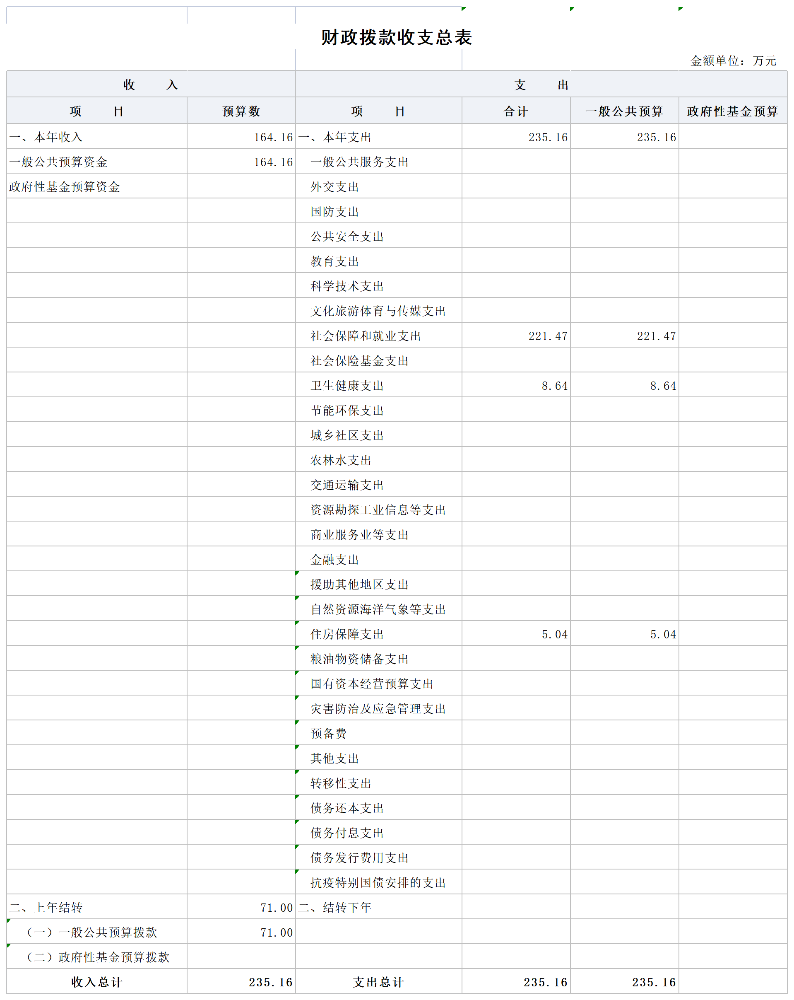 财政拨款收支总表
金额单位：万元
收 入 支 出
项 目 预算数 项 目 合计 一般公共预算 政府性基金预算
一、本年收入 164.16 一、本年支出 235.16 235.16
一般公共预算资金 164.16 一般公共服务支出
政府性基金预算资金 外交支出
国防支出
公共安全支出
教育支出
科学技术支出
文化旅游体育与传媒支出
社会保障和就业支出 221.47 221.47
社会保险基金支出
卫生健康支出 8.64 8.64
节能环保支出
城乡社区支出
农林水支出
交通运输支出
资源勘探工业信息等支出
商业服务业等支出
金融支出
援助其他地区支出
自然资源海洋气象等支出
住房保障支出 5.04 5.04
粮油物资储备支出
国有资本经营预算支出
灾害防治及应急管理支出
预备费
其他支出
转移性支出
债务还本支出
债务付息支出
债务发行费用支出
抗疫特别国债安排的支出
二、上年结转 71.00 二、结转下年
（一）一般公共预算拨款 71.00
（二）政府性基金预算拨款
收入总计 235.16 支出总计 235.16 235.16